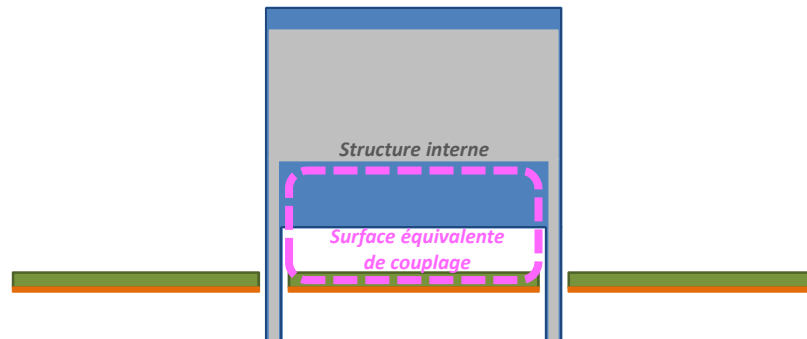 Structure interne
Surface équivalente
de couplage